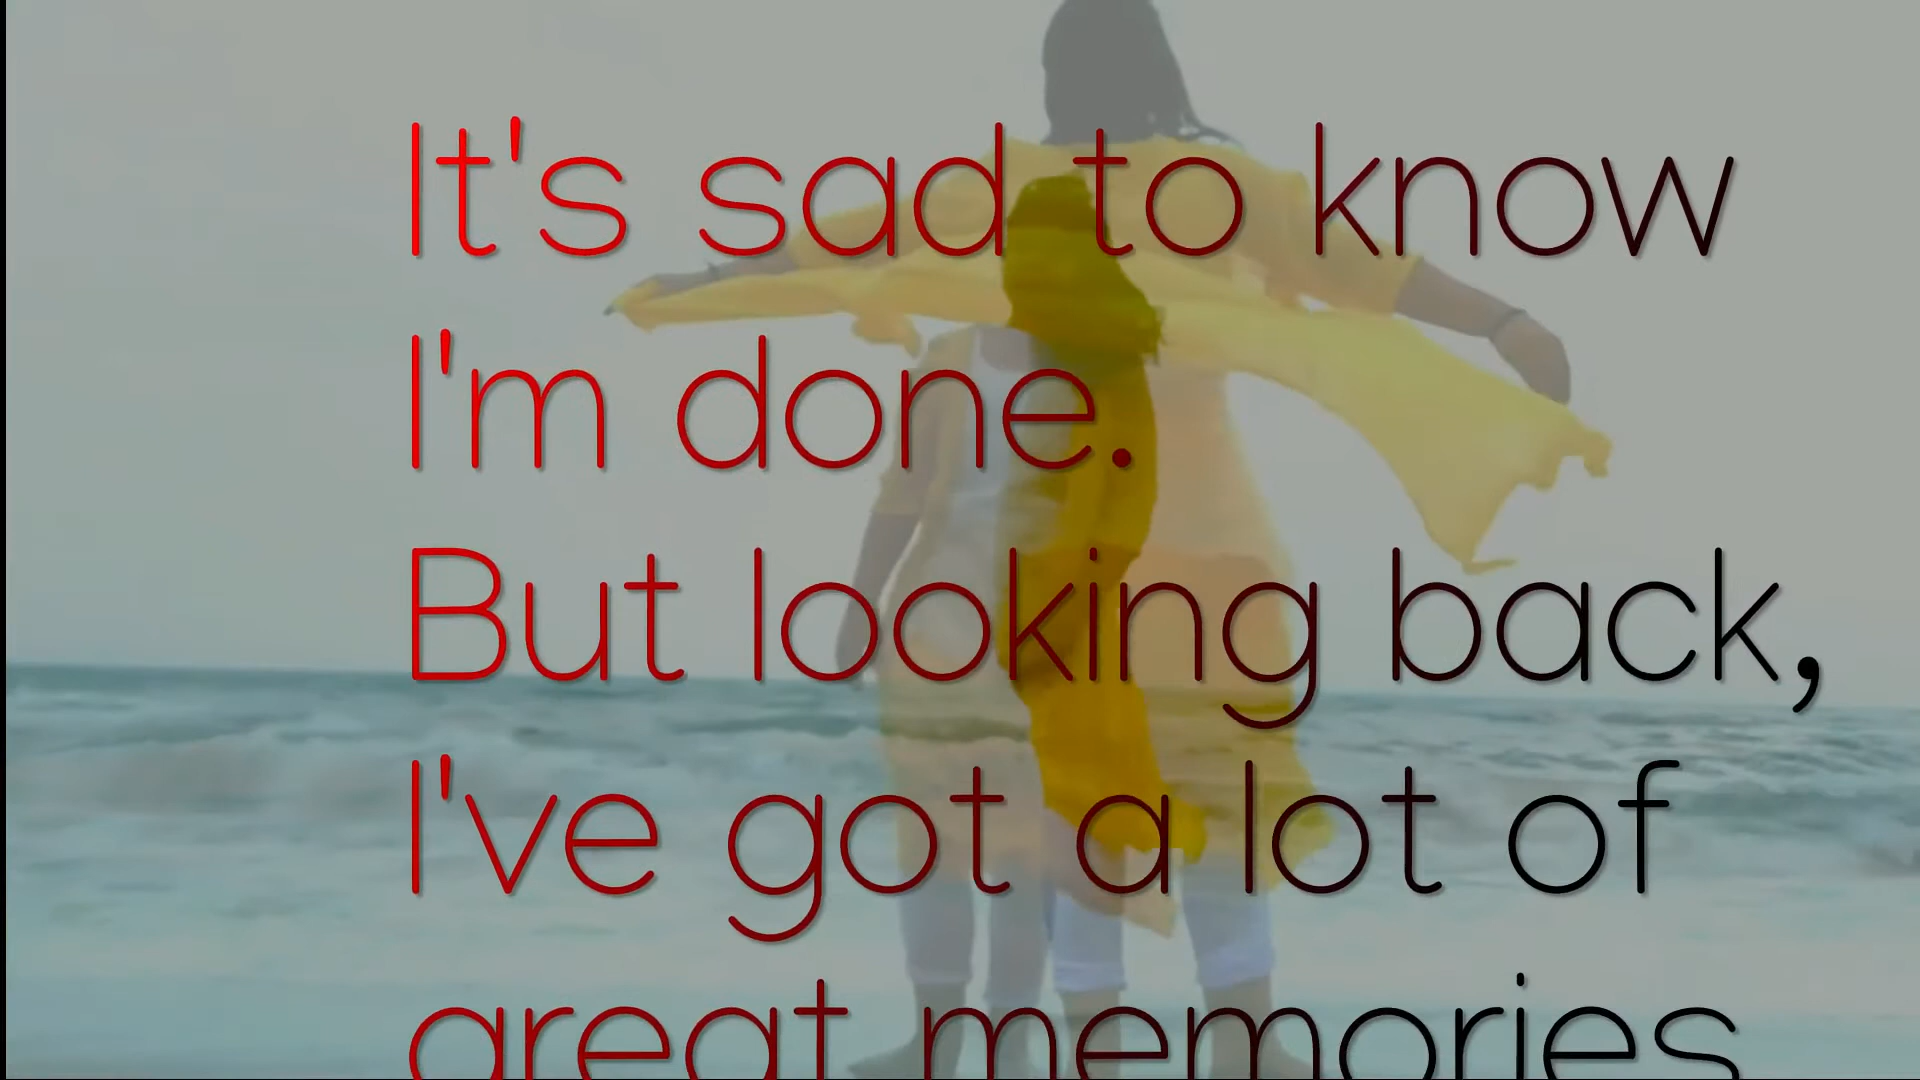 It's sad to know
I'm done.
But looking back,
I've got a lot of
great memories